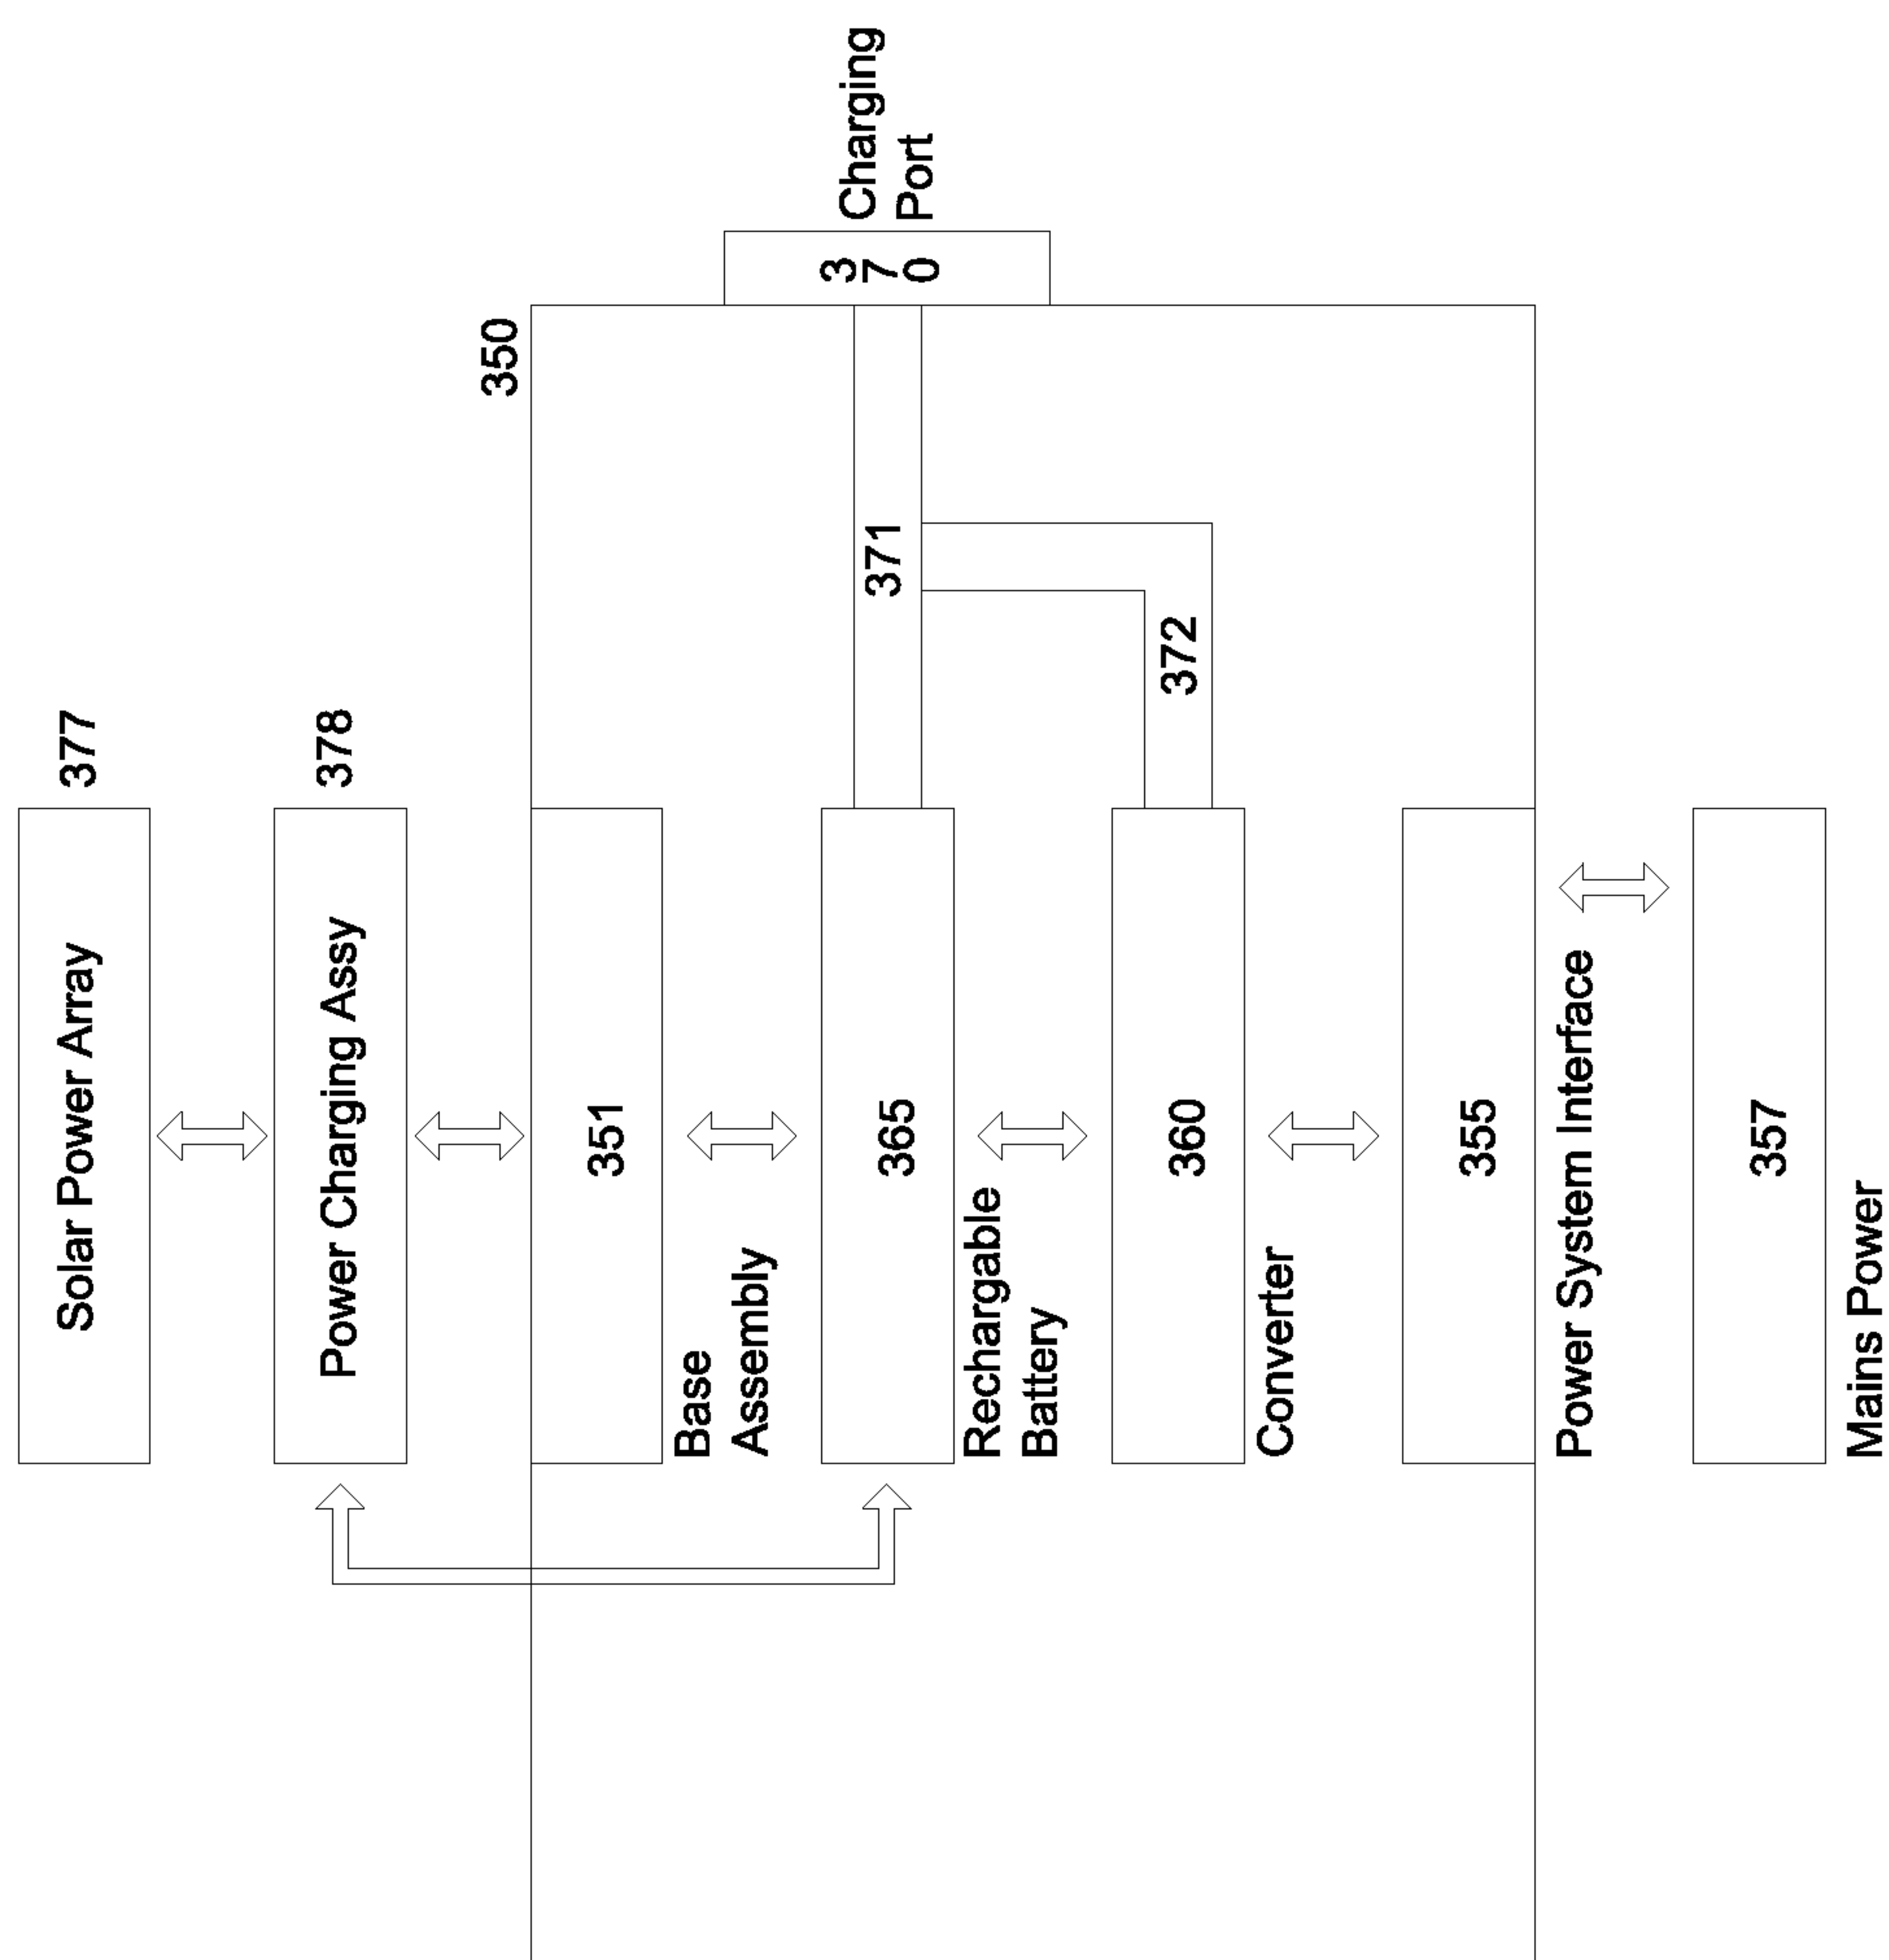 377
Solar Power Array
378
Power Charging Assy
350
351
Base
Assembly
365
Rechargable
Battery
371
370
Charging
Port
372
360
Converter
355
Power System Interface
357
Mains Power